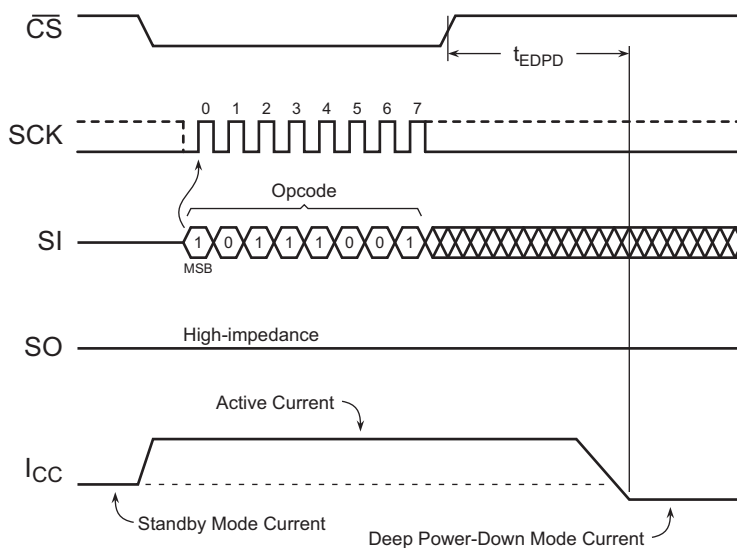 CS
tEDPD
SCK
0 1 2 3 4 5 6 7
Opcode
SI
1 0 1 1 1 0 0 1
MSB
SO
High-impedance
Active Current
ICC
Standby Mode Current
Deep Power-Down Mode Current